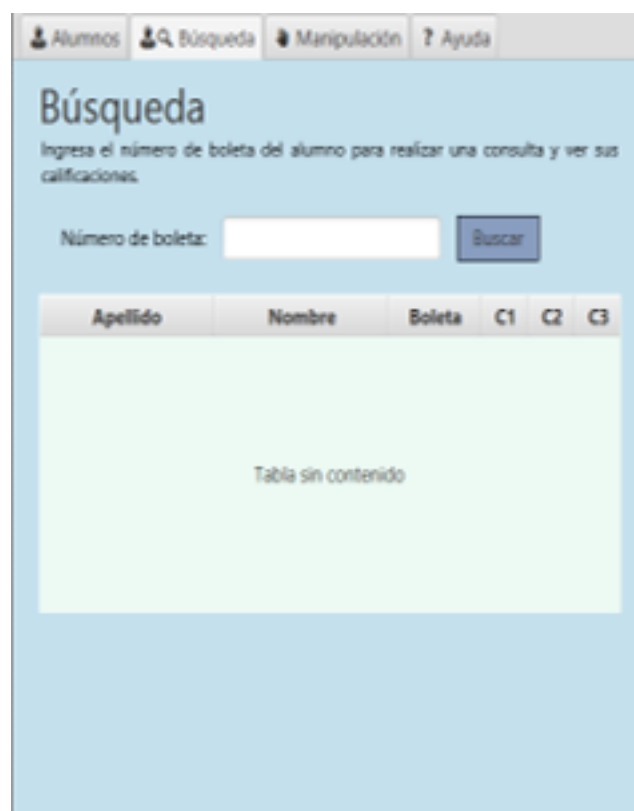 Alumnos Búsqueda Manipulación ? Ayuda
Búsqueda
Ingresa el número de boleta del alumno para realizar una consulta y ver sus
calificaciones.
Número de boleta: Buscar
Apellido Nombre Boleta C1 C2 C3
Tabla sin contenido